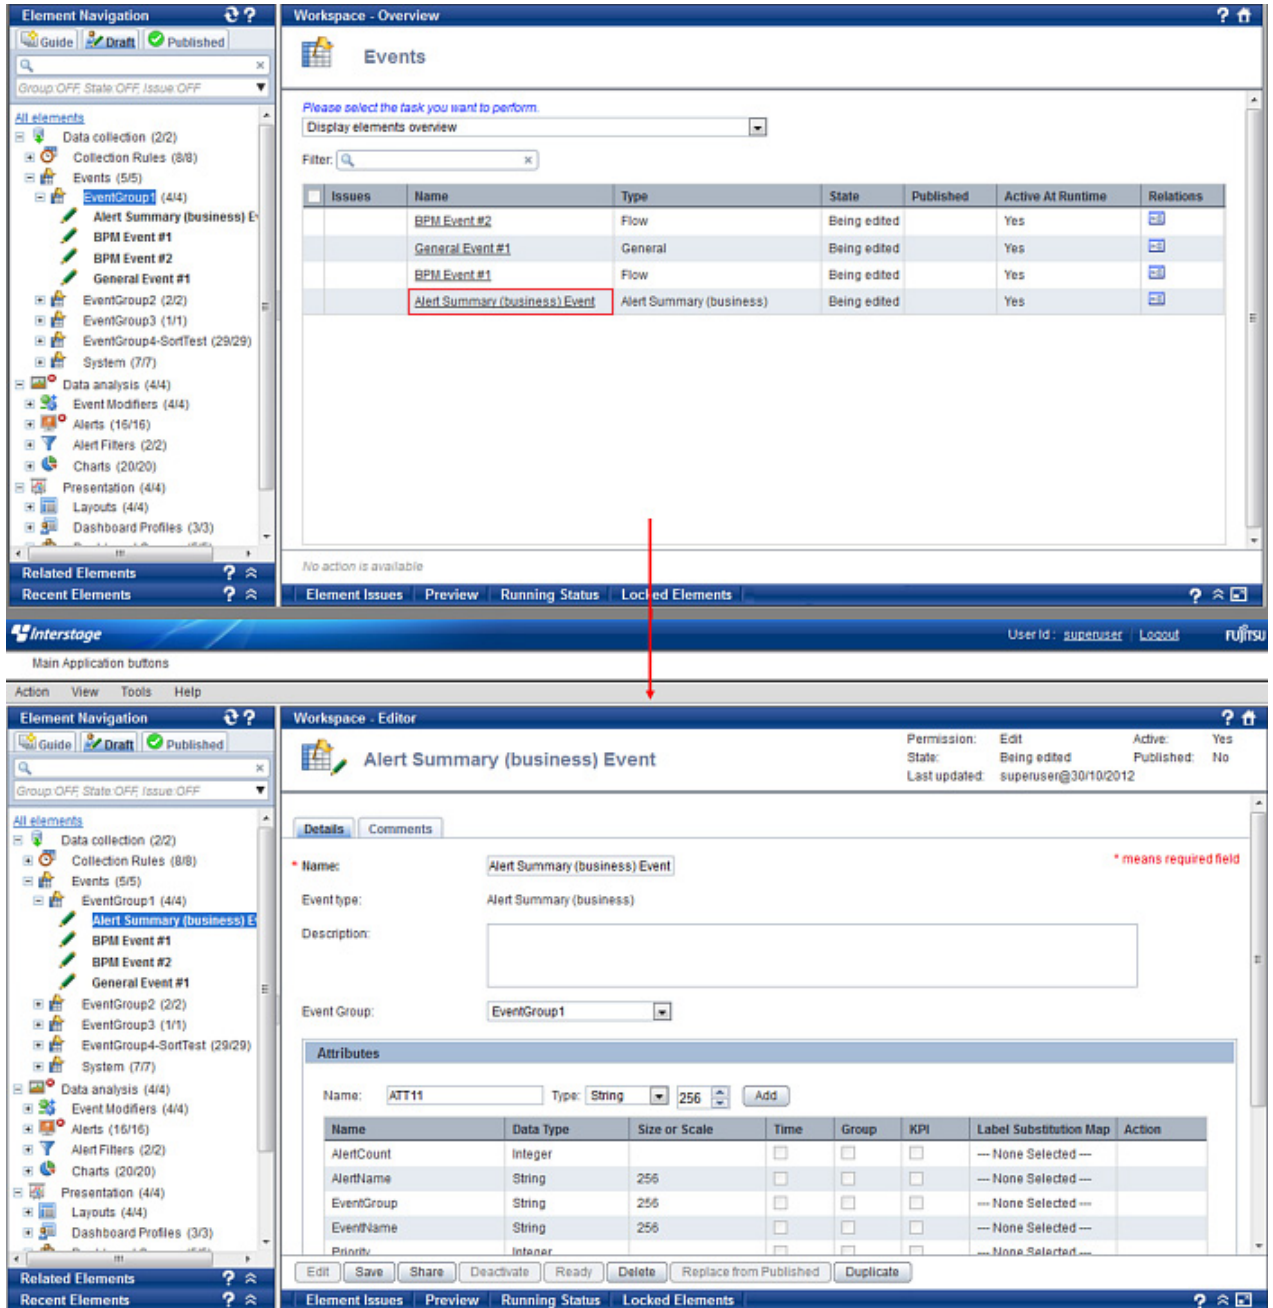 Element Navigation
Guide Draft Published
Group:OFF, State:OFF, Issue:OFF
All elements
Data collection (2/2)
Collection Rules (8/8)
Events (5/5)
EventGroup1 (4/4)
Alert Summary (business) E
BPM Event #1
BPM Event #2
General Event #1
EventGroup2 (2/2)
EventGroup3 (1/1)
EventGroup4-SortTest (29/29)
System (7/7)
Data analysis (4/4)
Event Modifiers (4/4)
Alerts (16/16)
Alert Filters (2/2)
Charts (20/20)
Presentation (4/4)
Layouts (4/4)
Dashboard Profiles (3/3)
Related Elements
Recent Elements
Workspace - Overview
Events
Please select the task you want to perform.
Display elements overview
Filter:
Issues Name Type State Published Active At Runtime Relations
BPM Event #2 Flow Being edited Yes
General Event #1 General Being edited Yes
BPM Event #1 Flow Being edited Yes
Alert Summary (business) Event Alert Summary (business) Being edited Yes
No action is available
Element Issues Preview Running Status Locked Elements
Interstage User Id : superuser Logout FUJITSU
Main Application buttons
Action View Tools Help
Element Navigation
Guide Draft Published
Group:OFF, State:OFF, Issue:OFF
All elements
Data collection (2/2)
Collection Rules (8/8)
Events (5/5)
EventGroup1 (4/4)
Alert Summary (business) E
BPM Event #1
BPM Event #2
General Event #1
EventGroup2 (2/2)
EventGroup3 (1/1)
EventGroup4-SortTest (29/29)
System (7/7)
Data analysis (4/4)
Event Modifiers (4/4)
Alerts (16/16)
Alert Filters (2/2)
Charts (20/20)
Presentation (4/4)
Layouts (4/4)
Dashboard Profiles (3/3)
Related Elements
Recent Elements
Workspace - Editor
Alert Summary (business) Event
Permission: Edit Active: Yes
State: Being edited Published: No
Last updated: superuser@30/10/2012
Details Comments
* means required field
* Name: Alert Summary (business) Event
Event type: Alert Summary (business)
Description:
Event Group: EventGroup1
Attributes
Name: ATT11 Type: String 256 Add
Name Data Type Size or Scale Time Group KPI Label Substitution Map Action
AlertCount Integer --- None Selected ---
AlertName String 256 --- None Selected ---
EventGroup String 256 --- None Selected ---
EventName String 256 --- None Selected ---
Priority Integer --- None Selected ---
Edit Save Share Deactivate Ready Delete Replace from Published Duplicate
Element Issues Preview Running Status Locked Elements